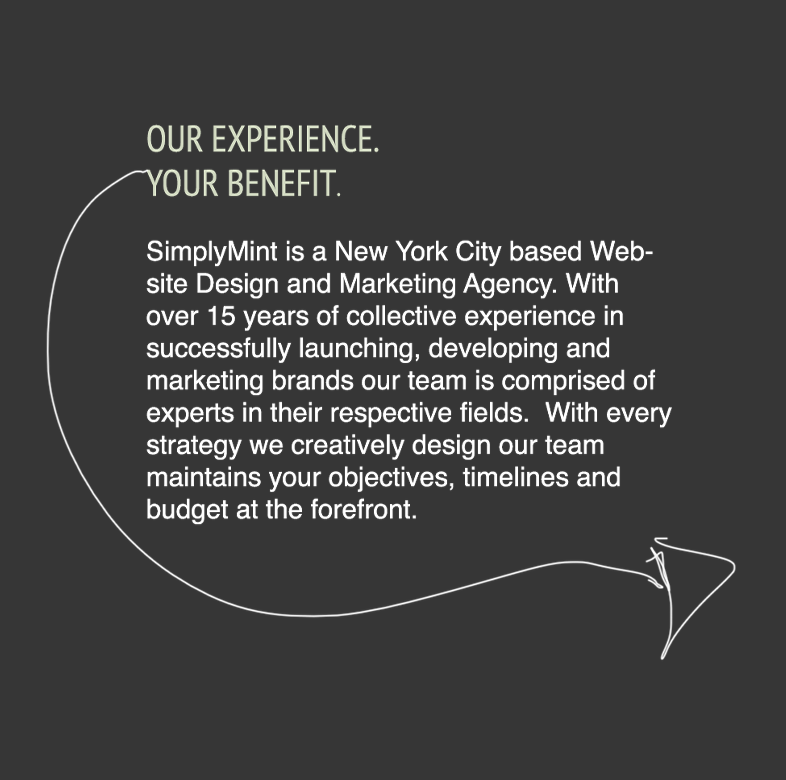 OUR EXPERIENCE.
YOUR BENEFIT.
SimplyMint is a New York City based Web-
site Design and Marketing Agency. With
over 15 years of collective experience in
successfully launching, developing and
marketing brands our team is comprised of
experts in their respective fields.  With every
strategy we creatively design our team
maintains your objectives, timelines and
budget at the forefront.